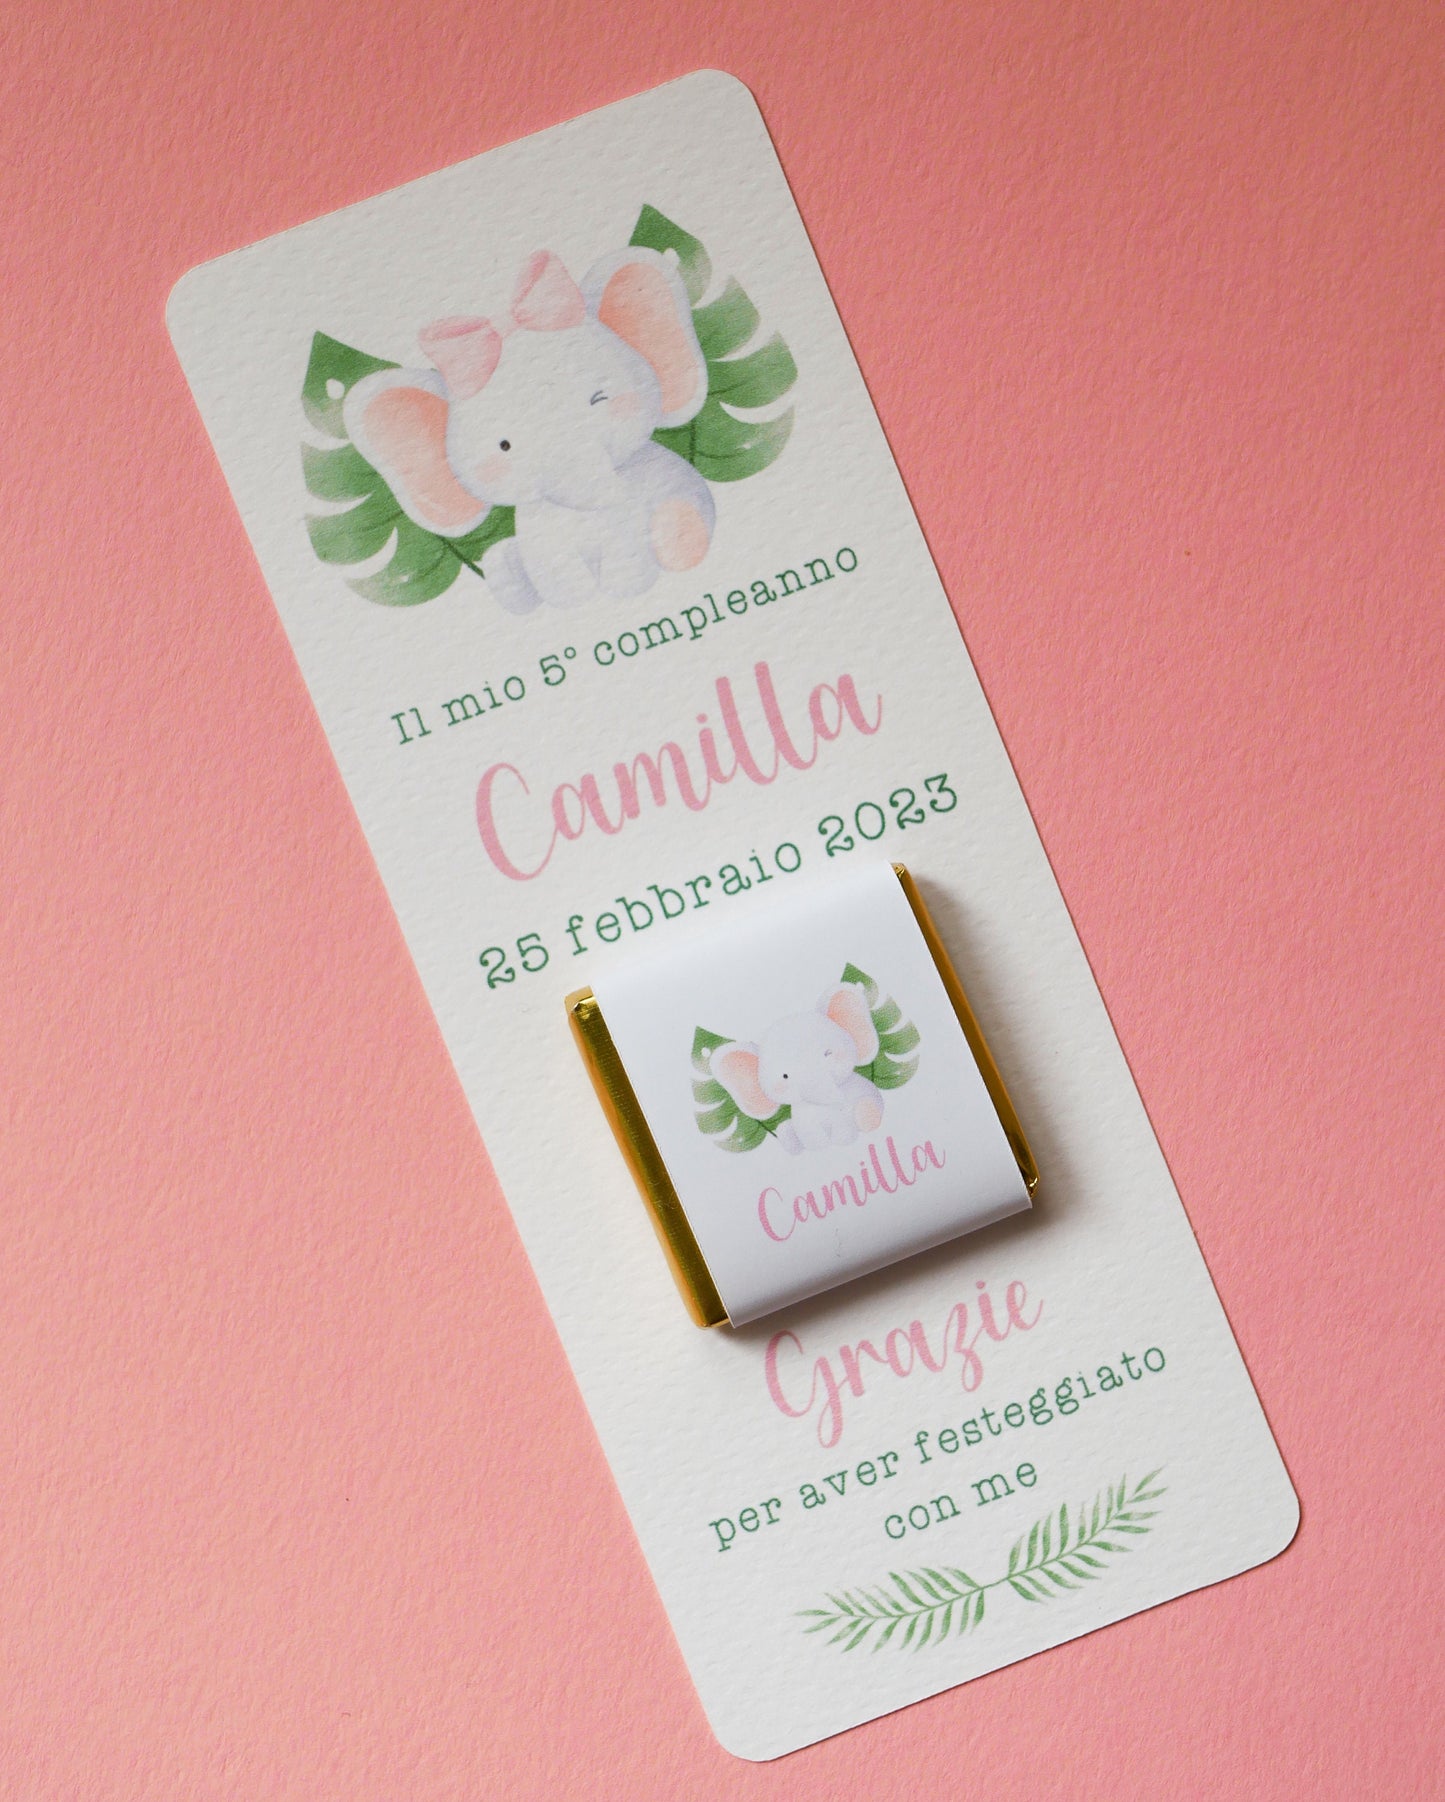 Il mio 5° compleanno
Camilla
25 febbraio 2023
Camilla
Grazie
per aver festeggiato
con me